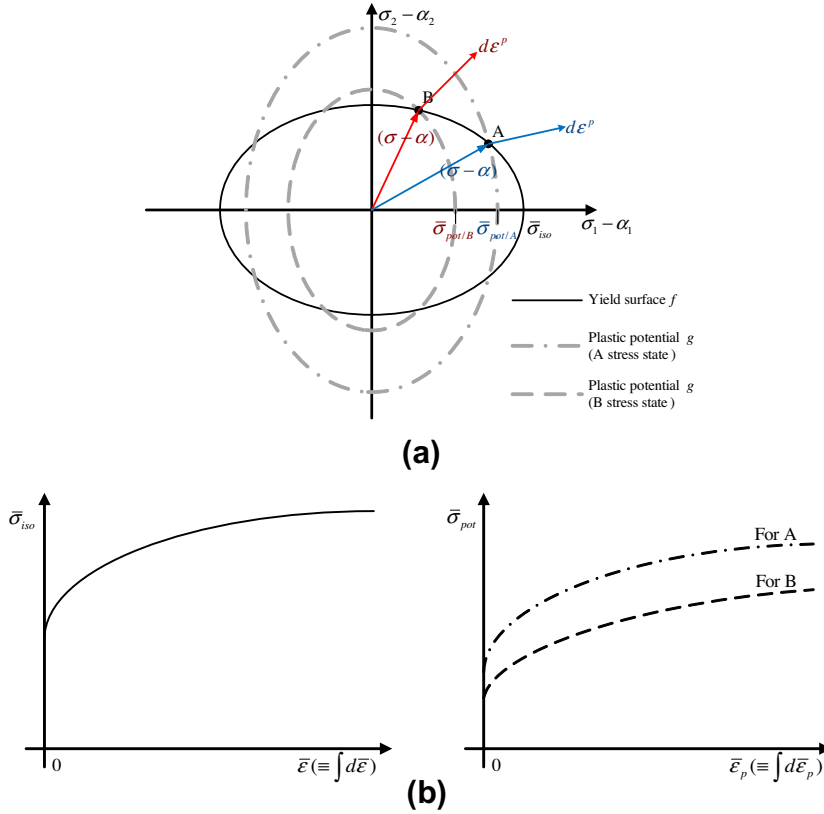 σ₂ − α₂
dε^p
B
A
dε^p
(σ − α)
(σ − α)
σ̄_pot/B σ̄_pot/A σ̄_iso σ₁ − α₁
Yield surface f
Plastic potential g
(A stress state)
Plastic potential g
(B stress state)
(a)
σ̄_iso
0
ε̄(≡∫dε̄)
σ̄_pot
For A
For B
0
ε̄_p(≡∫dε̄_p)
(b)